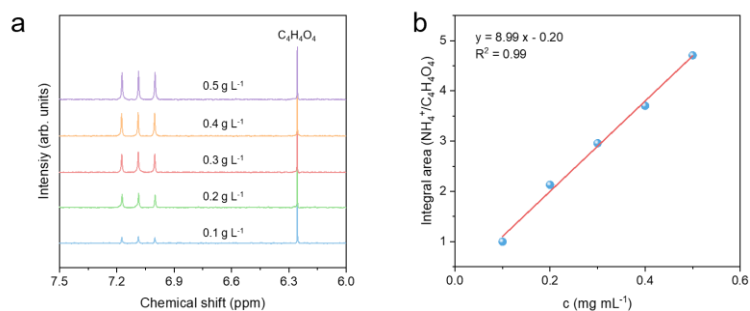 a
C₄H₄O₄
0.5 g L⁻¹
0.4 g L⁻¹
0.3 g L⁻¹
0.2 g L⁻¹
0.1 g L⁻¹
Intensiy (arb. units)
7.5 7.2 6.9 6.6 6.3 6.0
Chemical shift (ppm)
b
y = 8.99 x - 0.20
R² = 0.99
5
4
3
2
1
Integral area (NH₄⁺/C₄H₄O₄)
0.0 0.2 0.4 0.6
c (mg mL⁻¹)